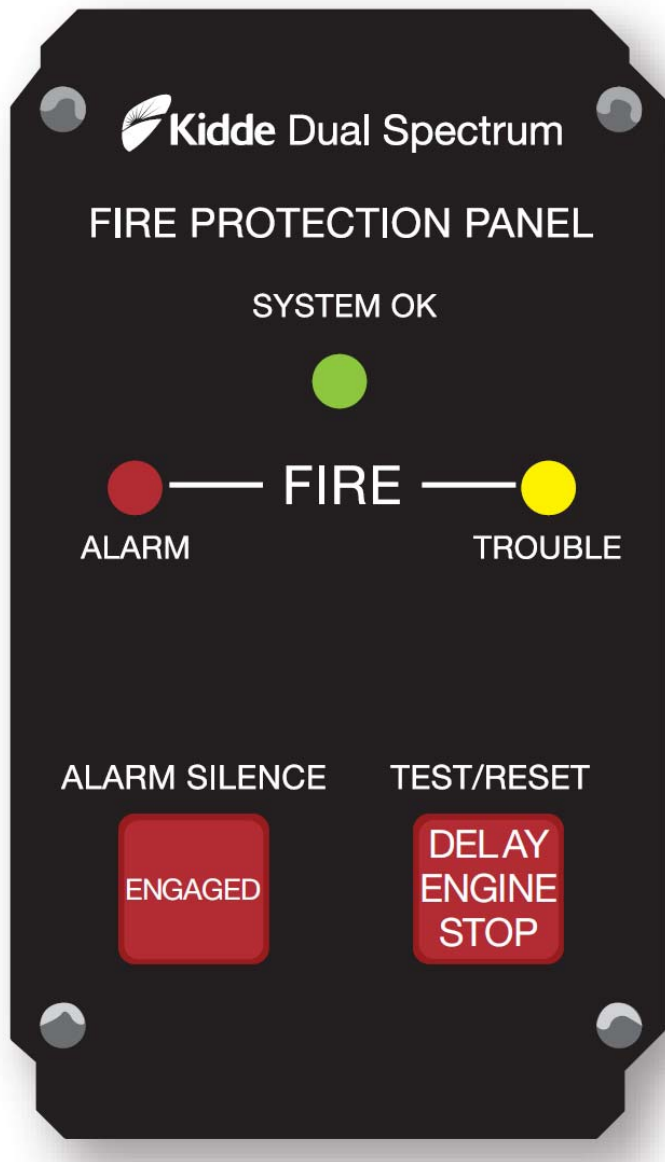 Kidde Dual Spectrum
FIRE PROTECTION PANEL
SYSTEM OK
FIRE
ALARM
TROUBLE
ALARM SILENCE
TEST/RESET
ENGAGED
DELAY
ENGINE
STOP